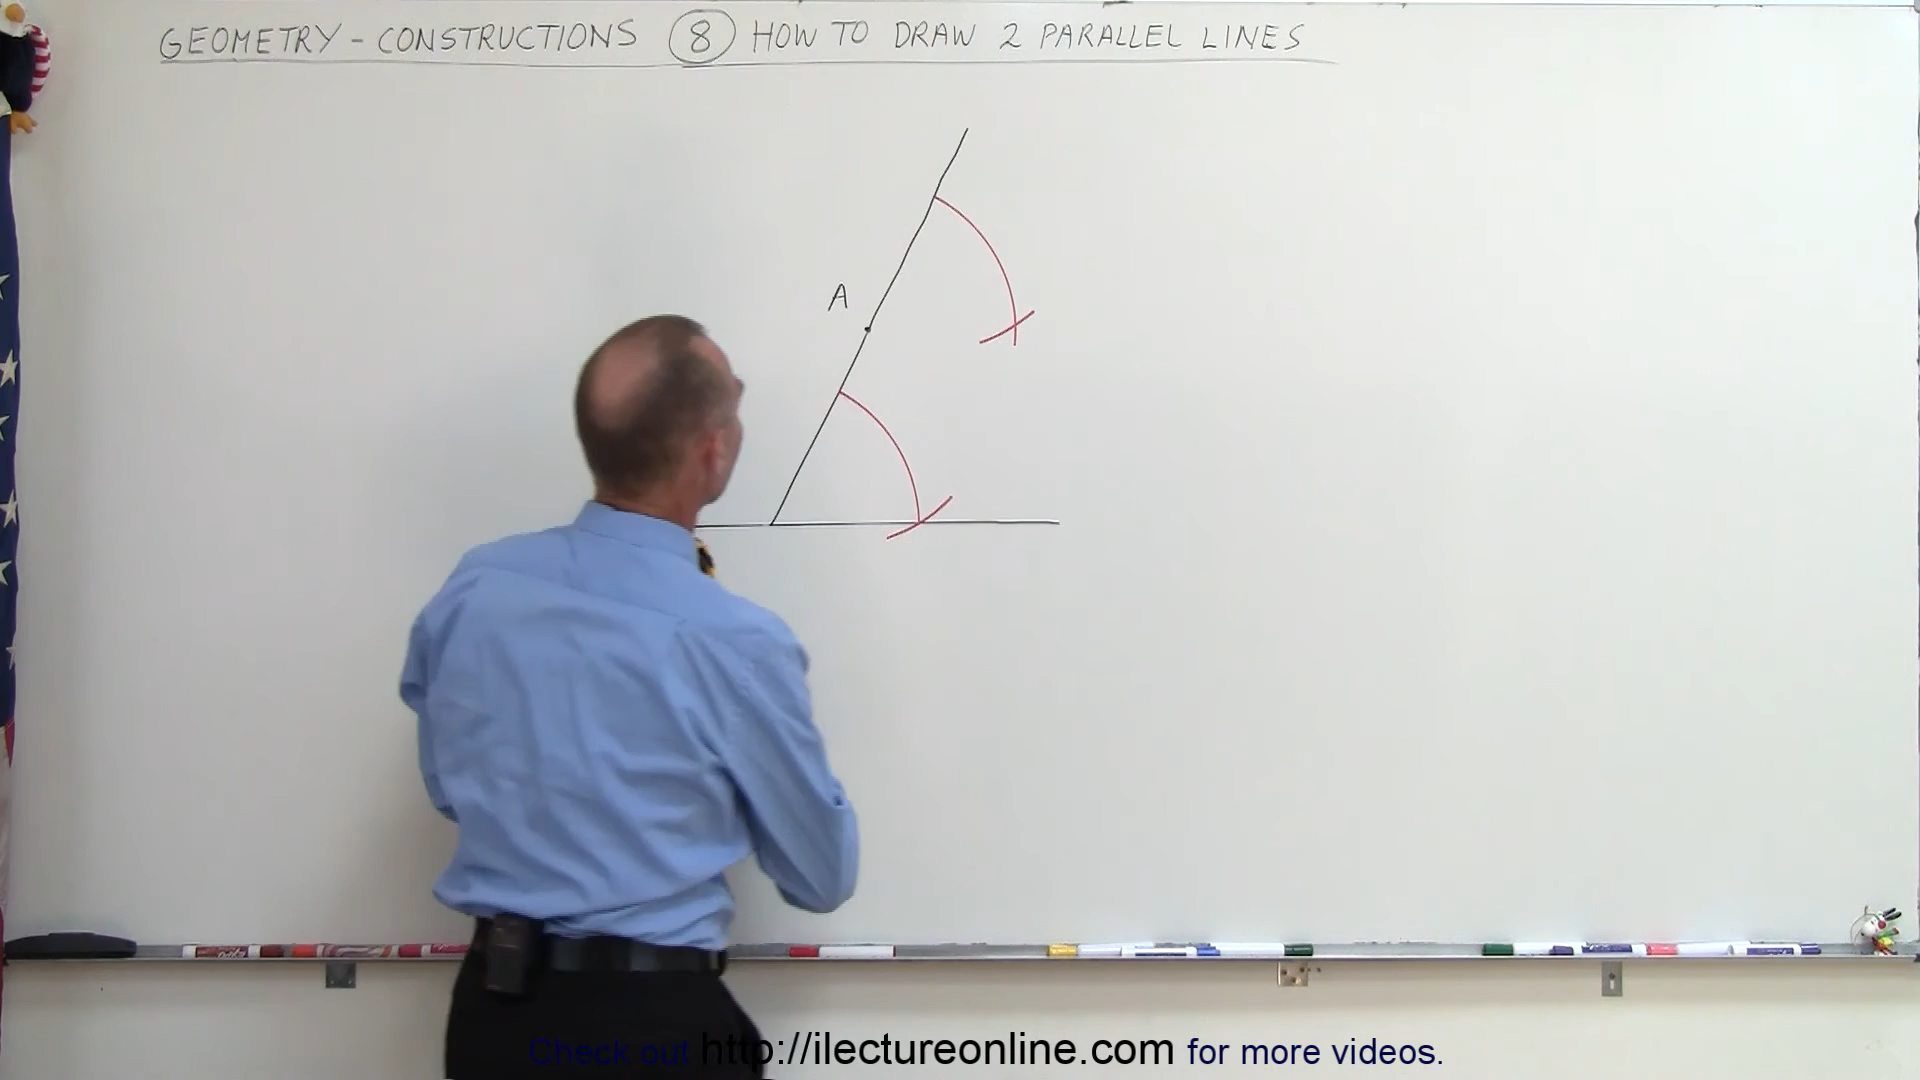 GEOMETRY - CONSTRUCTIONS 8 HOW TO DRAW 2 PARALLEL LINES
A
Check out http://ilectureonline.com for more videos.